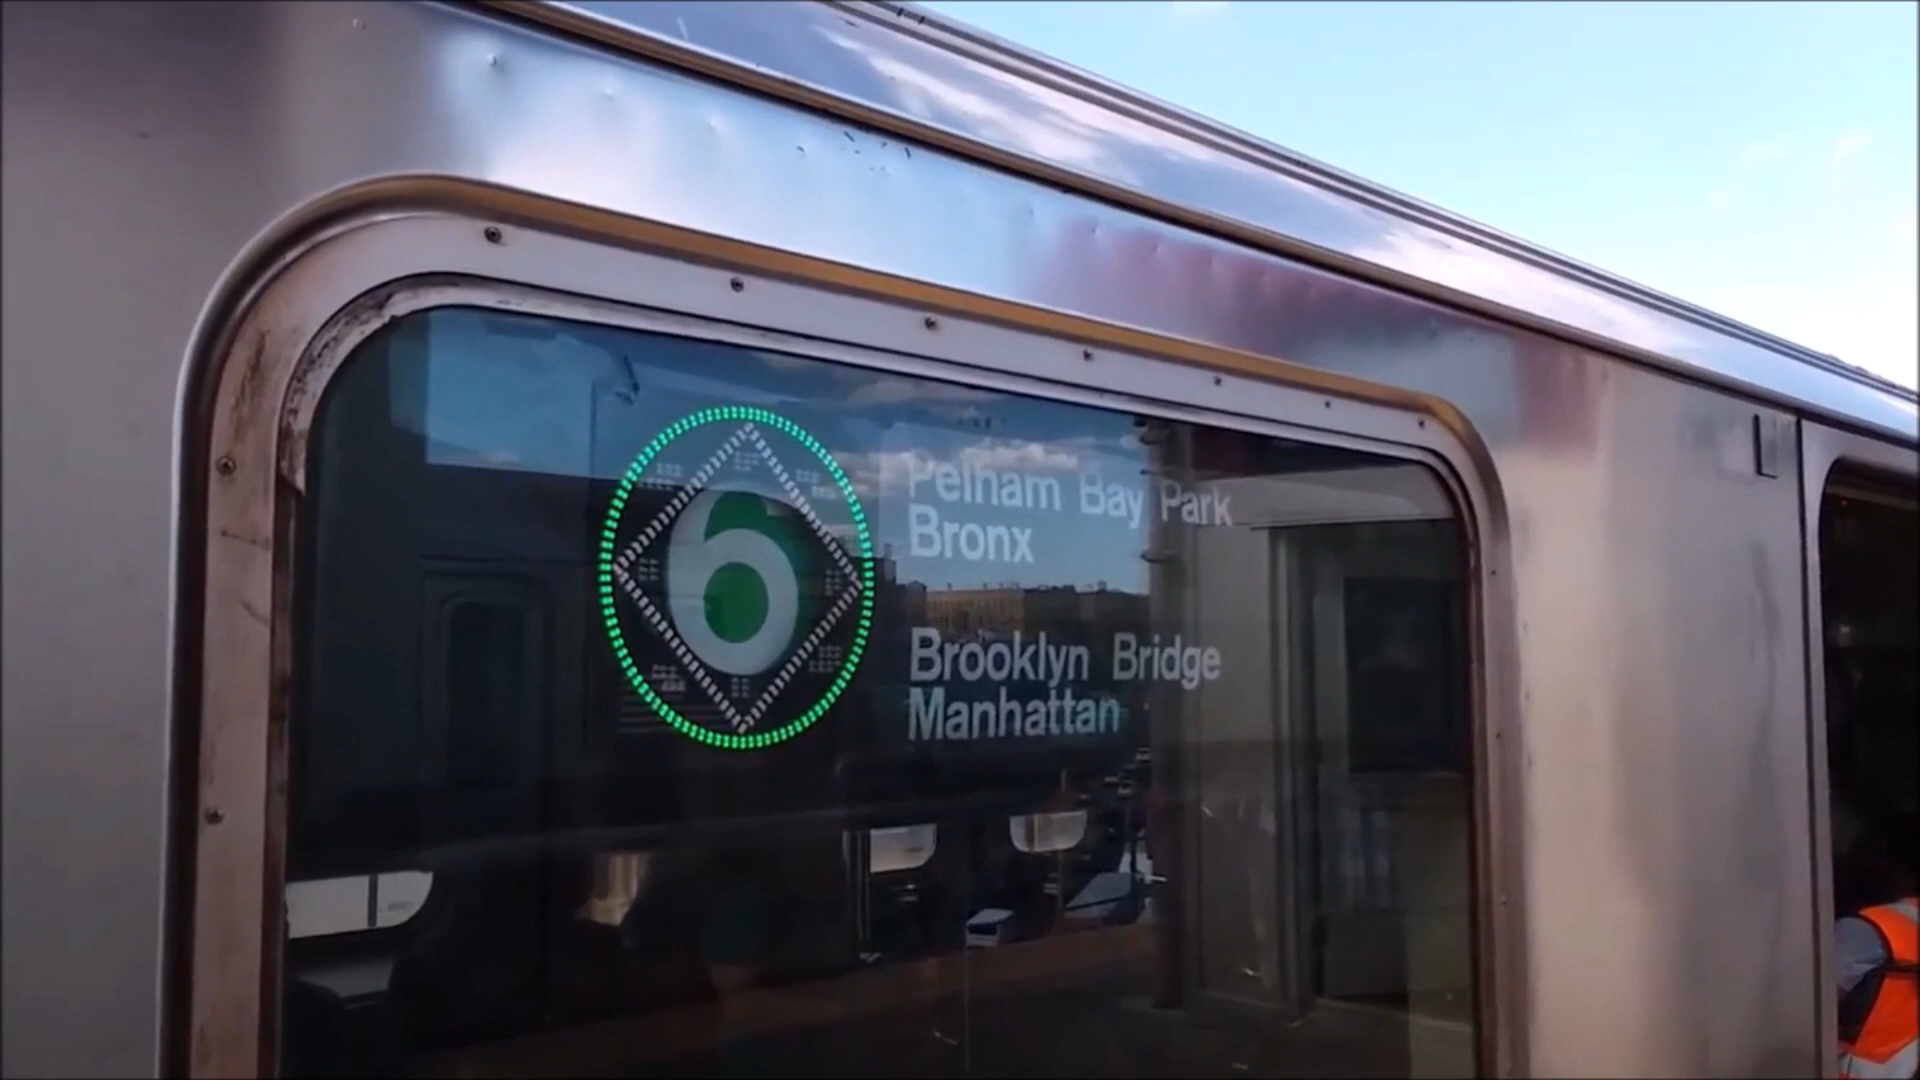 6
Pelham Bay Park
Bronx
Brooklyn Bridge
Manhattan